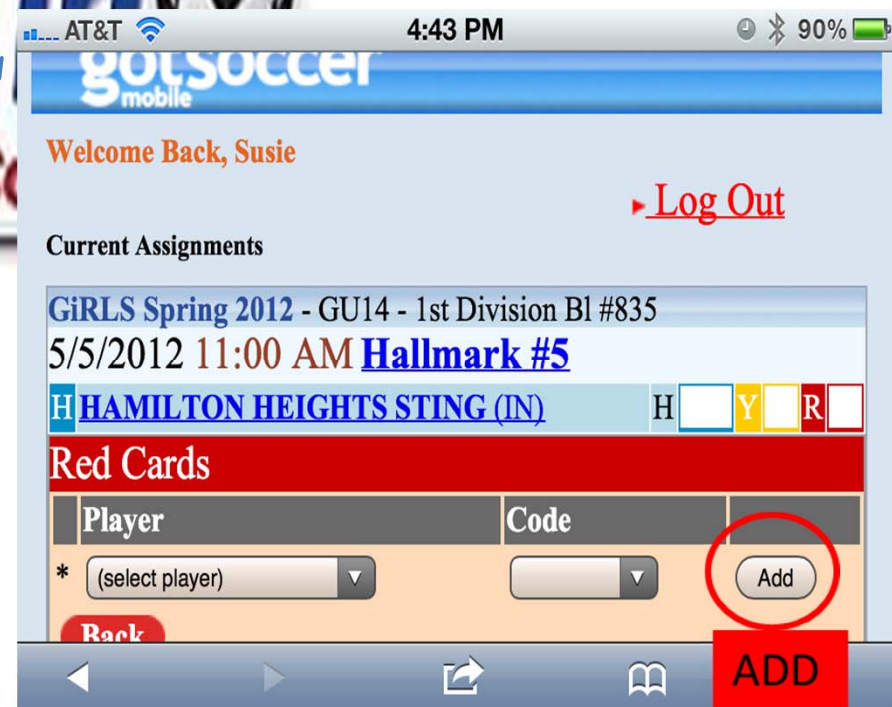 AT&T 4:43 PM 90%
gotsoccer
mobile
Welcome Back, Susie
Log Out
Current Assignments
GiRLS Spring 2012 - GU14 - 1st Division Bl #835
5/5/2012 11:00 AM Hallmark #5
H HAMILTON HEIGHTS STING (IN) H Y R
Red Cards
Player Code
* (select player) Add
Back
ADD